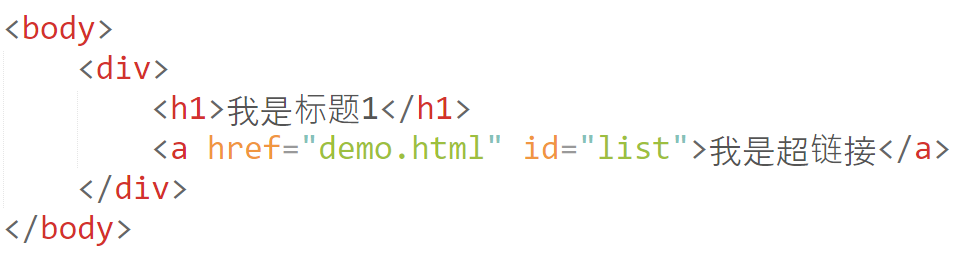 <body>
<div>
<h1>我是标题1</h1>
<a href="demo.html" id="list">我是超链接</a>
</div>
</body>